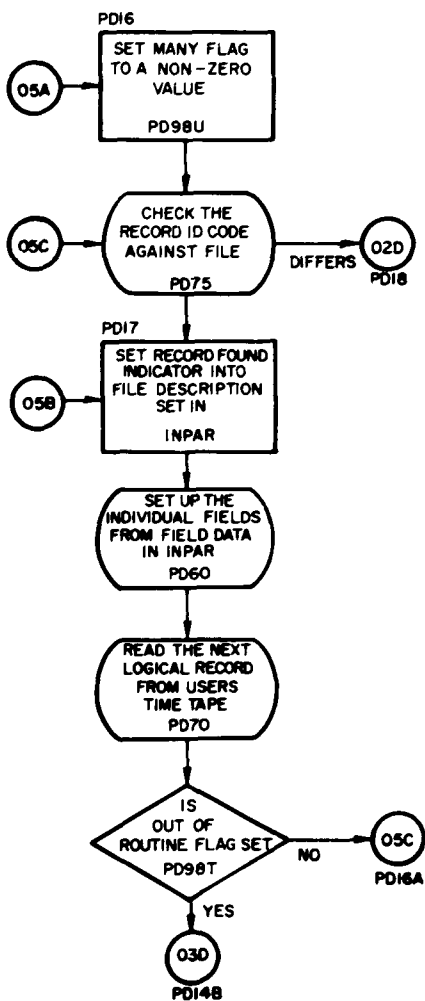 PD16
SET MANY FLAG
TO A NON-ZERO
VALUE
PD98U
05A
CHECK THE
RECORD ID CODE
AGAINST FILE
PD75
05C
DIFFERS
02D
PD18
PD17
SET RECORD FOUND
INDICATOR INTO
FILE DESCRIPTION
SET IN
INPAR
05B
SET UP THE
INDIVIDUAL FIELDS
FROM FIELD DATA
IN INPAR
PD60
READ THE NEXT
LOGICAL RECORD
FROM USERS
TIME TAPE
PD70
IS
OUT OF
ROUTINE FLAG SET
PD98T
NO
05C
PD16A
YES
03D
PD14B